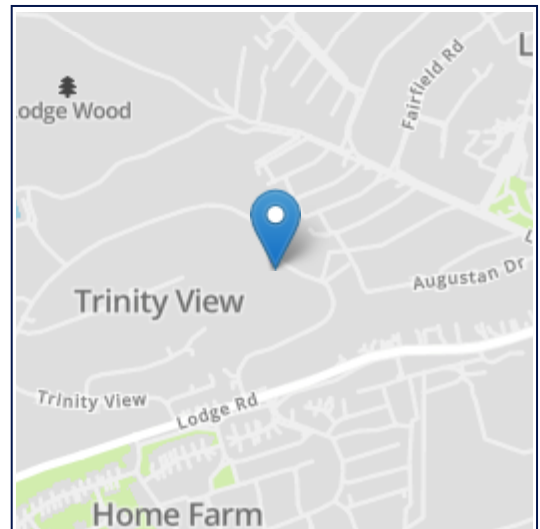 Fairfield Rd
L
odge Wood
Augustan Dr
L
Trinity View
Trinity View
Lodge Rd
Home Farm